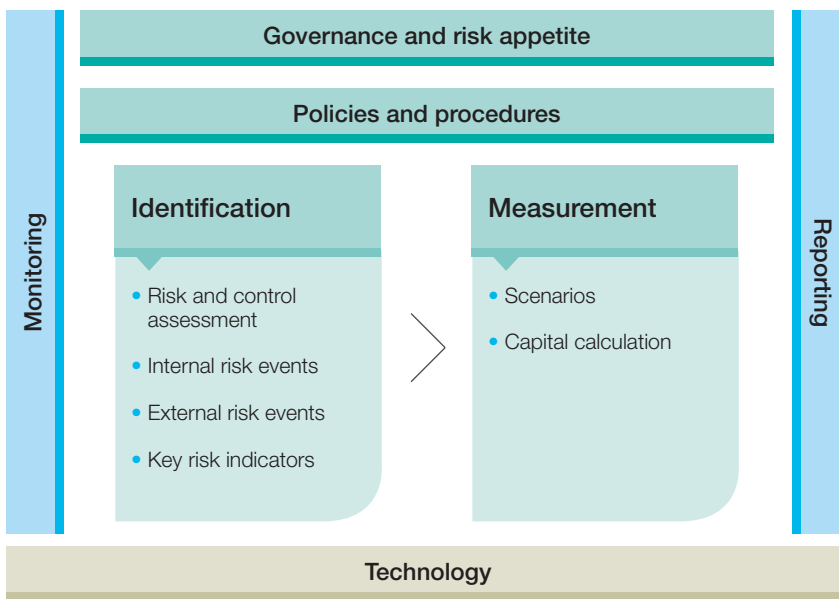 Governance and risk appetite
Policies and procedures
Monitoring
Identification
• Risk and control
assessment
• Internal risk events
• External risk events
• Key risk indicators
Measurement
• Scenarios
• Capital calculation
Reporting
Technology